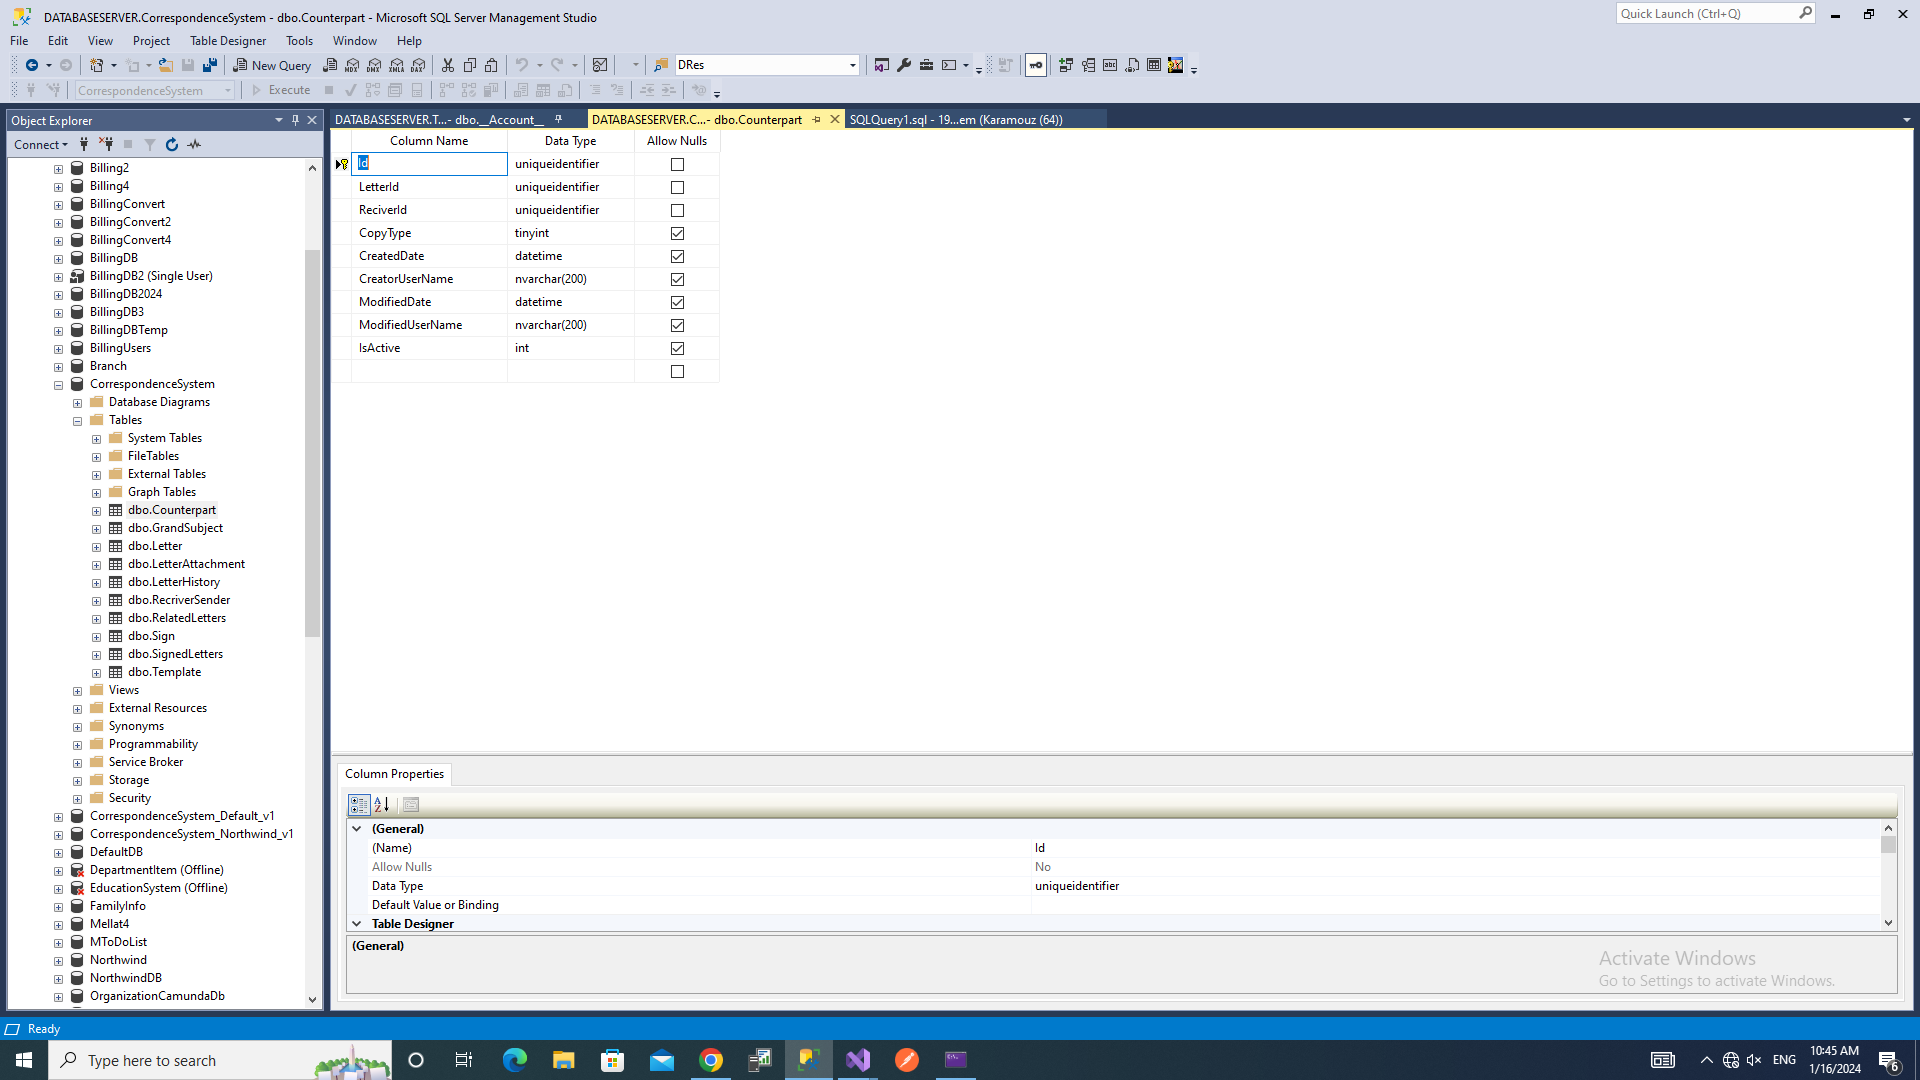 DATABASESERVER.CorrespondenceSystem - dbo.Counterpart - Microsoft SQL Server Management Studio
Quick Launch (Ctrl+Q)
File Edit View Project Table Designer Tools Window Help
New Query
MDX DMX XMLA DAX
DRes
CorrespondenceSystem
Execute
Object Explorer
Connect
Billing2
Billing4
BillingConvert
BillingConvert2
BillingConvert4
BillingDB
BillingDB2 (Single User)
BillingDB2024
BillingDB3
BillingDBTemp
BillingUsers
Branch
CorrespondenceSystem
Database Diagrams
Tables
System Tables
FileTables
External Tables
Graph Tables
dbo.Counterpart
dbo.GrandSubject
dbo.Letter
dbo.LetterAttachment
dbo.LetterHistory
dbo.RecriverSender
dbo.RelatedLetters
dbo.Sign
dbo.SignedLetters
dbo.Template
Views
External Resources
Synonyms
Programmability
Service Broker
Storage
Security
CorrespondenceSystem_Default_v1
CorrespondenceSystem_Northwind_v1
DefaultDB
DepartmentItem (Offline)
EducationSystem (Offline)
FamilyInfo
Mellat4
MToDoList
Northwind
NorthwindDB
OrganizationCamundaDb
DATABASESERVER.T...- dbo.__Account__
DATABASESERVER.C...- dbo.Counterpart
SQLQuery1.sql - 19...em (Karamouz (64))
Column Name Data Type Allow Nulls
Id uniqueidentifier
LetterId uniqueidentifier
ReciverId uniqueidentifier
CopyType tinyint
CreatedDate datetime
CreatorUserName nvarchar(200)
ModifiedDate datetime
ModifiedUserName nvarchar(200)
IsActive int
Column Properties
(General)
(Name) Id
Allow Nulls No
Data Type uniqueidentifier
Default Value or Binding
Table Designer
(General)
Activate Windows
Go to Settings to activate Windows.
Ready
Type here to search
ENG
10:45 AM
1/16/2024
6